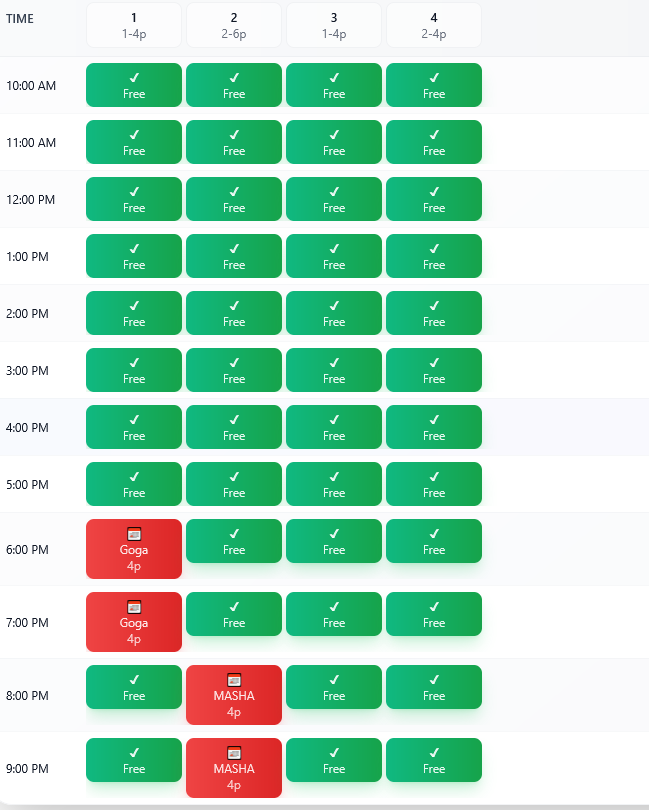 TIME
1
1-4p
2
2-6p
3
1-4p
4
2-4p
10:00 AM
✓ ✓ ✓ ✓
Free Free Free Free
11:00 AM
✓ ✓ ✓ ✓
Free Free Free Free
12:00 PM
✓ ✓ ✓ ✓
Free Free Free Free
1:00 PM
✓ ✓ ✓ ✓
Free Free Free Free
2:00 PM
✓ ✓ ✓ ✓
Free Free Free Free
3:00 PM
✓ ✓ ✓ ✓
Free Free Free Free
4:00 PM
✓ ✓ ✓ ✓
Free Free Free Free
5:00 PM
✓ ✓ ✓ ✓
Free Free Free Free
6:00 PM
Goga
4p
✓ ✓ ✓
Free Free Free
7:00 PM
Goga
4p
✓ ✓ ✓
Free Free Free
8:00 PM
✓
Free
MASHA
4p
✓ ✓
Free Free
9:00 PM
✓
Free
MASHA
4p
✓ ✓
Free Free